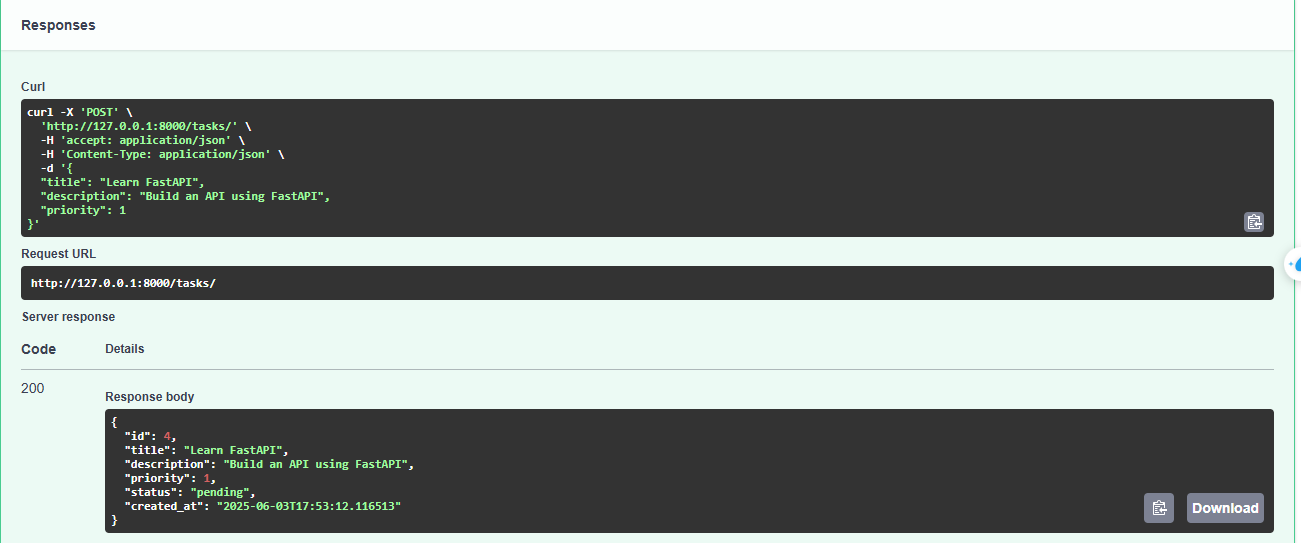 Responses
Curl
curl -X 'POST' \
  'http://127.0.0.1:8000/tasks/' \
  -H 'accept: application/json' \
  -H 'Content-Type: application/json' \
  -d '{
  "title": "Learn FastAPI",
  "description": "Build an API using FastAPI",
  "priority": 1
}'
Request URL
http://127.0.0.1:8000/tasks/
Server response
Code Details
200
Response body
{
  "id": 4,
  "title": "Learn FastAPI",
  "description": "Build an API using FastAPI",
  "priority": 1,
  "status": "pending",
  "created_at": "2025-06-03T17:53:12.116513"
}
Download